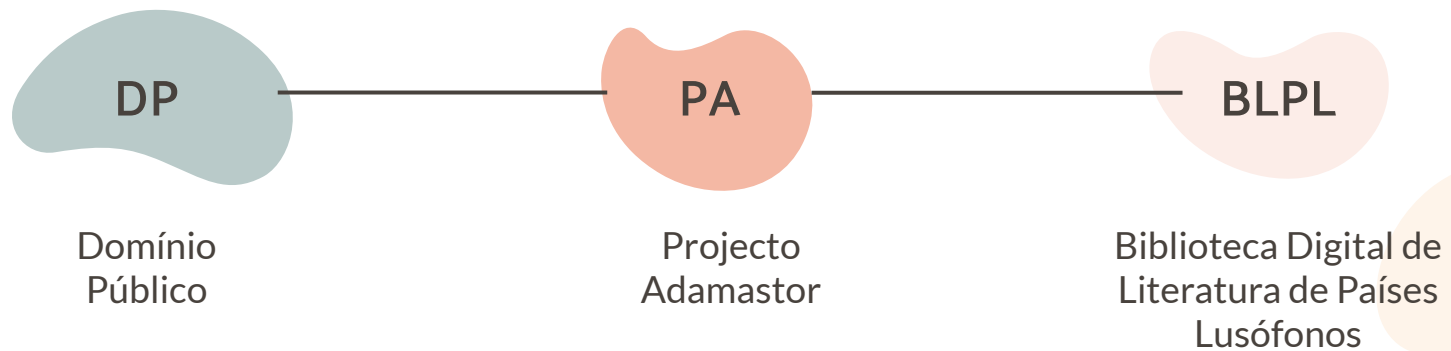 DP
PA
BLPL
Domínio
Público
Projecto
Adamastor
Biblioteca Digital de
Literatura de Países
Lusófonos